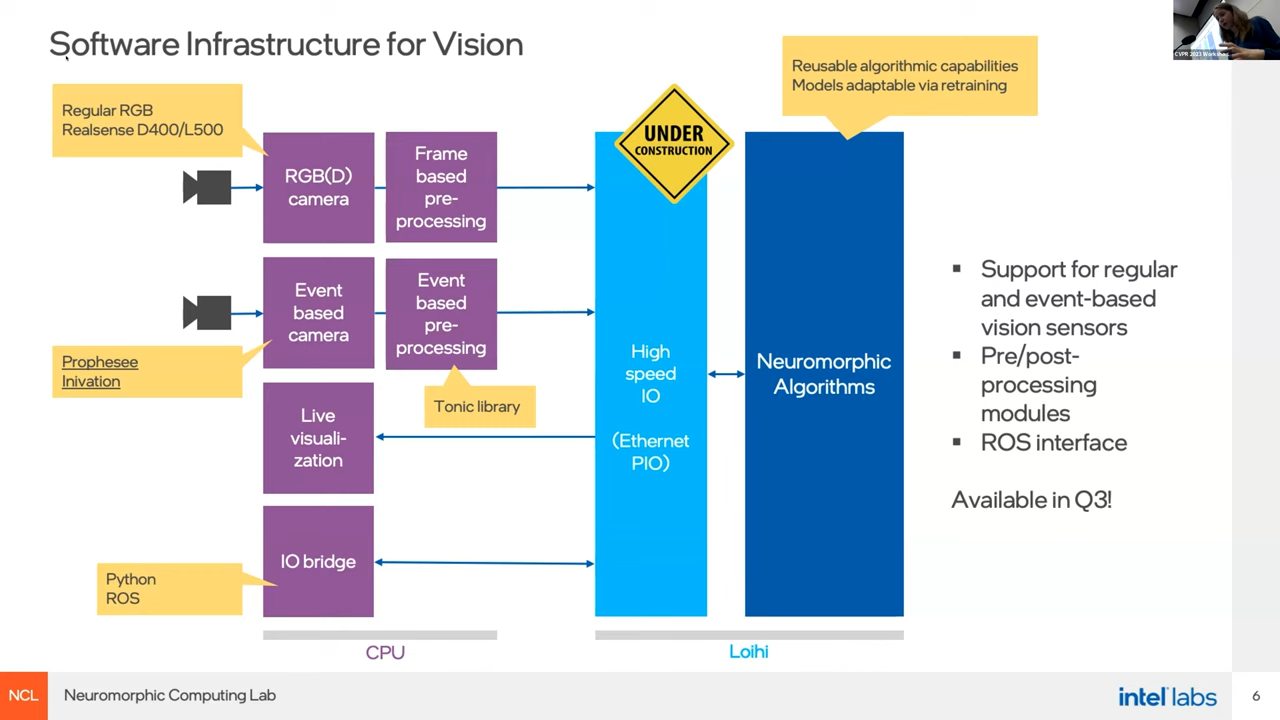 Software Infrastructure for Vision
CVPR 2023 Workshop
Regular RGB
Realsense D400/L500
Reusable algorithmic capabilities
Models adaptable via retraining
UNDER
CONSTRUCTION
RGB(D)
camera
Frame
based
pre-
processing
Event
based
camera
Event
based
pre-
processing
Prophesee
Inivation
Tonic library
Live
visuali-
zation
IO bridge
Python
ROS
High
speed
IO
(Ethernet
PIO)
Neuromorphic
Algorithms
▪ Support for regular
and event-based
vision sensors
▪ Pre/post-
processing
modules
▪ ROS interface
Available in Q3!
CPU
Loihi
NCL
Neuromorphic Computing Lab
intel labs
6